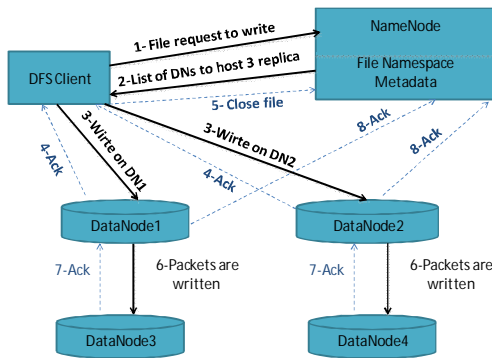 1- File request to write
NameNode
DFS Client
2-List of DNs to host 3 replica
File Namespace
Metadata
5- Close file
3-Wirte on DN1
3-Wirte on DN2
8-Ack
8-Ack
4-Ack
4-Ack
DataNode1
DataNode2
7-Ack
6-Packets are
written
7-Ack
6-Packets are
written
DataNode3
DataNode4